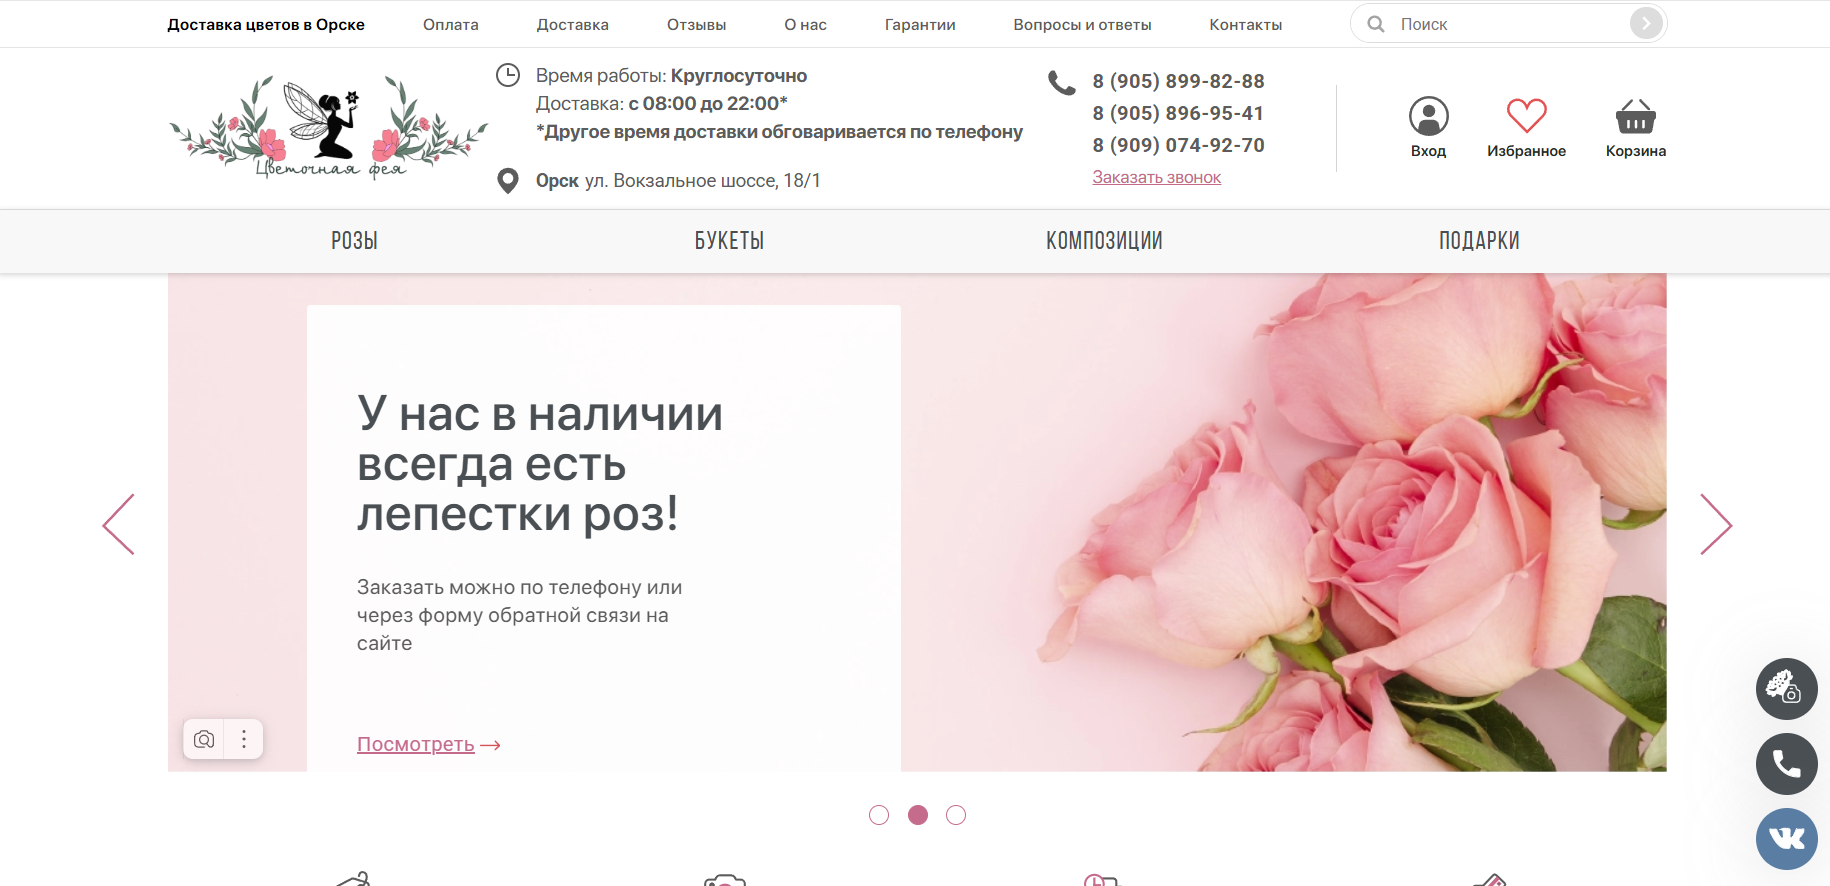 Доставка цветов в Орске
Оплата
Доставка
Отзывы
О нас
Гарантии
Вопросы и ответы
Контакты
Поиск
Цветочная фея
Время работы: Круглосуточно
Доставка: с 08:00 до 22:00*
*Другое время доставки обговаривается по телефону
Орск ул. Вокзальное шоссе, 18/1
8 (905) 899-82-88
8 (905) 896-95-41
8 (909) 074-92-70
Заказать звонок
Вход
Избранное
Корзина
РОЗЫ
БУКЕТЫ
КОМПОЗИЦИИ
ПОДАРКИ
У нас в наличии
всегда есть
лепестки роз!
Заказать можно по телефону или
через форму обратной связи на
сайте
Посмотреть